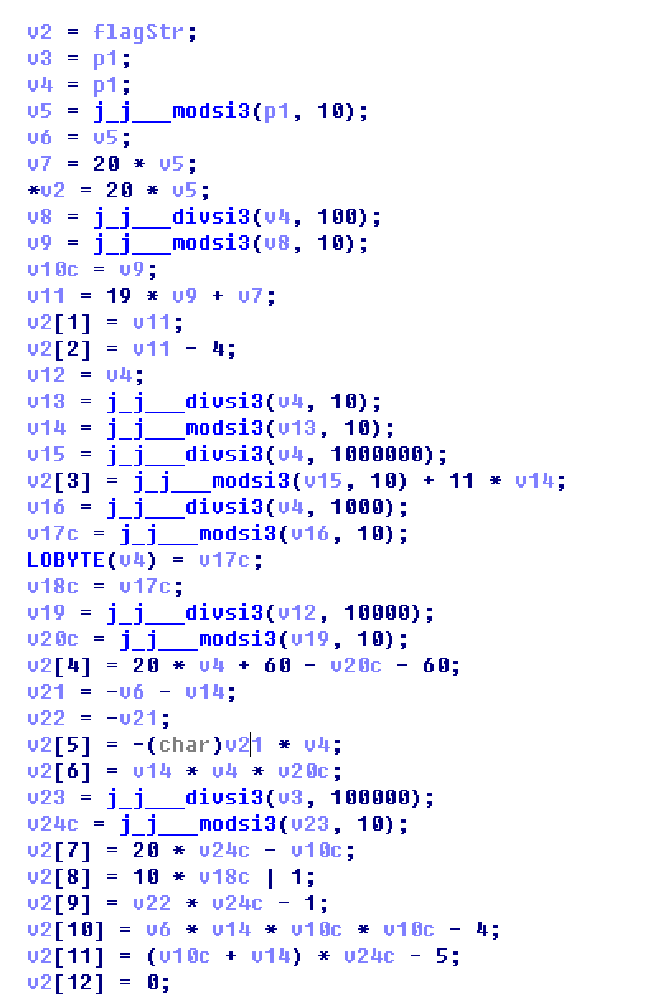 v2 = flagStr;
v3 = p1;
v4 = p1;
v5 = j_j___modsi3(p1, 10);
v6 = v5;
v7 = 20 * v5;
*v2 = 20 * v5;
v8 = j_j___divsi3(v4, 100);
v9 = j_j___modsi3(v8, 10);
v10c = v9;
v11 = 19 * v9 + v7;
v2[1] = v11;
v2[2] = v11 - 4;
v12 = v4;
v13 = j_j___divsi3(v4, 10);
v14 = j_j___modsi3(v13, 10);
v15 = j_j___divsi3(v4, 1000000);
v2[3] = j_j___modsi3(v15, 10) + 11 * v14;
v16 = j_j___divsi3(v4, 1000);
v17c = j_j___modsi3(v16, 10);
LOBYTE(v4) = v17c;
v18c = v17c;
v19 = j_j___divsi3(v12, 10000);
v20c = j_j___modsi3(v19, 10);
v2[4] = 20 * v4 + 60 - v20c - 60;
v21 = -v6 - v14;
v22 = -v21;
v2[5] = -(char)v21 * v4;
v2[6] = v14 * v4 * v20c;
v23 = j_j___divsi3(v3, 100000);
v24c = j_j___modsi3(v23, 10);
v2[7] = 20 * v24c - v10c;
v2[8] = 10 * v18c | 1;
v2[9] = v22 * v24c - 1;
v2[10] = v6 * v14 * v10c * v10c - 4;
v2[11] = (v10c + v14) * v24c - 5;
v2[12] = 0;